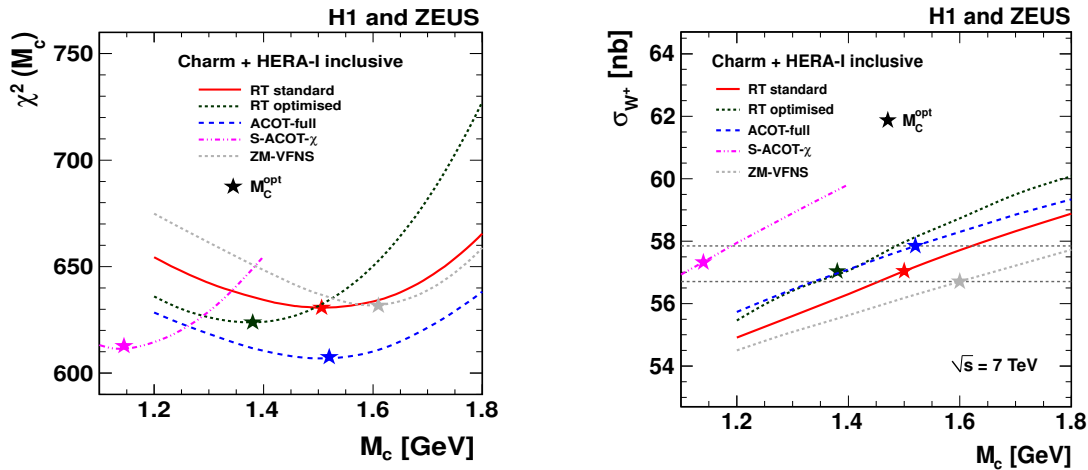 H1 and ZEUS
χ² (M_c)
750
700
650
600
Charm + HERA-I inclusive
RT standard
RT optimised
ACOT-full
S-ACOT-χ
ZM-VFNS
M_C^opt
1.2
1.4
1.6
1.8
M_c [GeV]
H1 and ZEUS
σ_W⁺ [nb]
64
62
60
58
56
54
Charm + HERA-I inclusive
RT standard
RT optimised
ACOT-full
S-ACOT-χ
ZM-VFNS
M_C^opt
√s = 7 TeV
1.2
1.4
1.6
1.8
M_c [GeV]